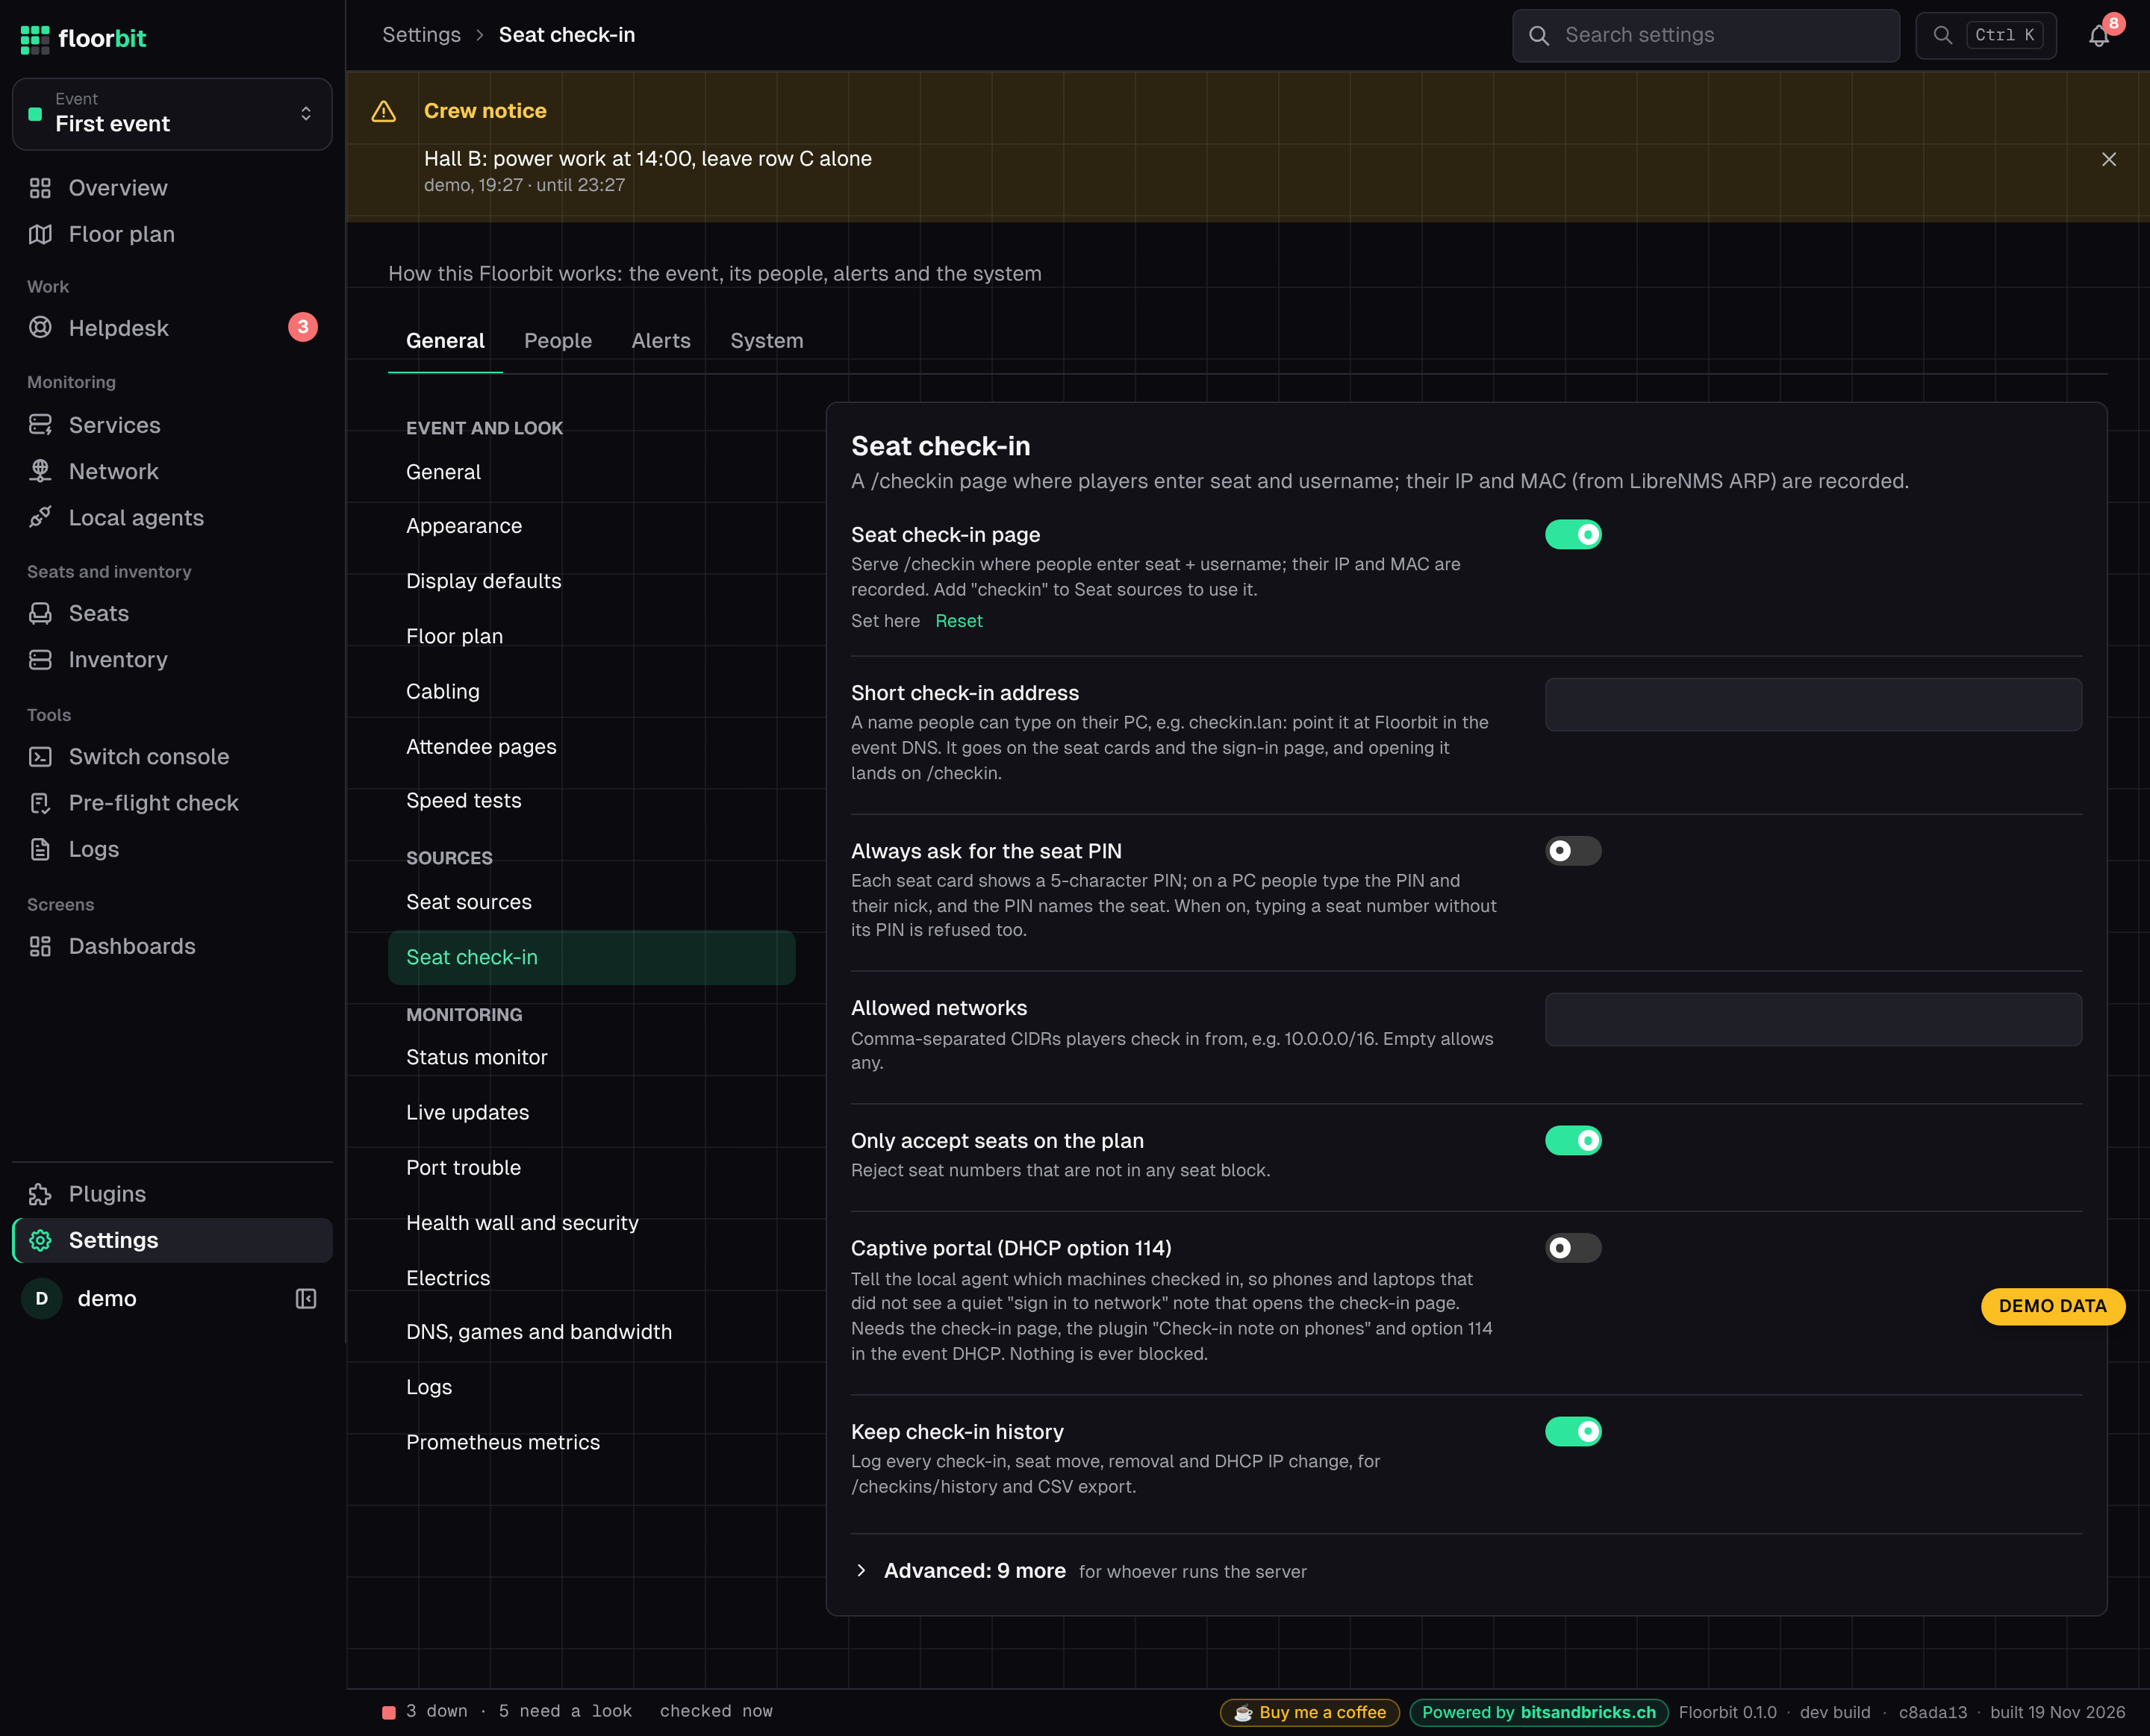 floorbit
Event
First event
Overview
Floor plan
Work
Helpdesk
3
Monitoring
Services
Network
Local agents
Seats and inventory
Seats
Inventory
Tools
Switch console
Pre-flight check
Logs
Screens
Dashboards
Plugins
Settings
D
demo
Settings
Seat check-in
Search settings
Ctrl K
8
Crew notice
Hall B: power work at 14:00, leave row C alone
demo, 19:27 · until 23:27
How this Floorbit works: the event, its people, alerts and the system
General
People
Alerts
System
EVENT AND LOOK
General
Appearance
Display defaults
Floor plan
Cabling
Attendee pages
Speed tests
SOURCES
Seat sources
Seat check-in
MONITORING
Status monitor
Live updates
Port trouble
Health wall and security
Electrics
DNS, games and bandwidth
Logs
Prometheus metrics
Seat check-in
A /checkin page where players enter seat and username; their IP and MAC (from LibreNMS ARP) are recorded.
Seat check-in page
Serve /checkin where people enter seat + username; their IP and MAC are
recorded. Add "checkin" to Seat sources to use it.
Set here Reset
Short check-in address
A name people can type on their PC, e.g. checkin.lan: point it at Floorbit in the
event DNS. It goes on the seat cards and the sign-in page, and opening it
lands on /checkin.
Always ask for the seat PIN
Each seat card shows a 5-character PIN; on a PC people type the PIN and
their nick, and the PIN names the seat. When on, typing a seat number without
its PIN is refused too.
Allowed networks
Comma-separated CIDRs players check in from, e.g. 10.0.0.0/16. Empty allows
any.
Only accept seats on the plan
Reject seat numbers that are not in any seat block.
Captive portal (DHCP option 114)
Tell the local agent which machines checked in, so phones and laptops that
did not see a quiet "sign in to network" note that opens the check-in page.
Needs the check-in page, the plugin "Check-in note on phones" and option 114
in the event DHCP. Nothing is ever blocked.
DEMO DATA
Keep check-in history
Log every check-in, seat move, removal and DHCP IP change, for
/checkins/history and CSV export.
Advanced: 9 more for whoever runs the server
3 down · 5 need a look checked now
Buy me a coffee
Powered by bitsandbricks.ch
Floorbit 0.1.0 · dev build · c8ada13 · built 19 Nov 2026